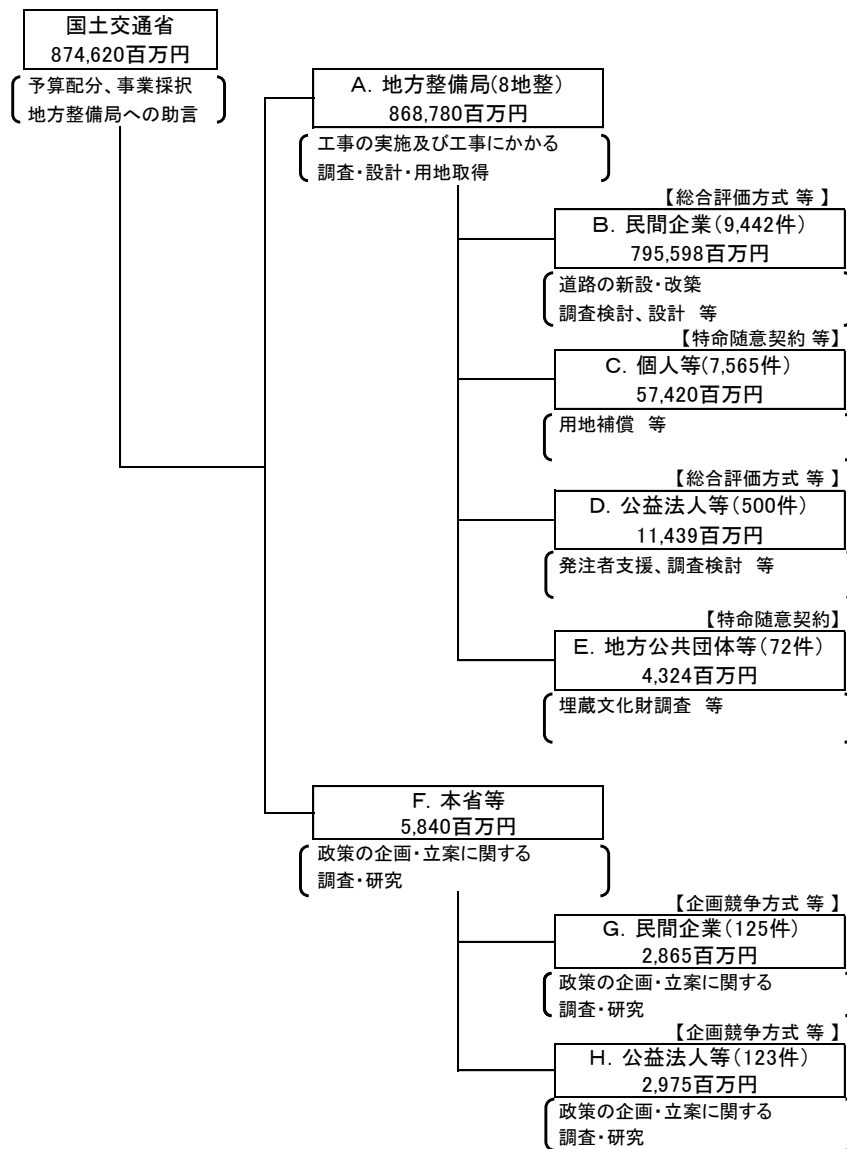 国土交通省
874,620百万円
予算配分、事業採択
地方整備局への助言
A. 地方整備局(8地整)
868,780百万円
工事の実施及び工事にかかる
調査・設計・用地取得
【総合評価方式 等 】
B. 民間企業(9,442件)
795,598百万円
道路の新設・改築
調査検討、設計 等
【特命随意契約 等】
C. 個人等(7,565件)
57,420百万円
用地補償 等
【総合評価方式 等 】
D. 公益法人等(500件)
11,439百万円
発注者支援、調査検討 等
【特命随意契約】
E. 地方公共団体等(72件)
4,324百万円
埋蔵文化財調査 等
F. 本省等
5,840百万円
政策の企画・立案に関する
調査・研究
【企画競争方式 等 】
G. 民間企業(125件)
2,865百万円
政策の企画・立案に関する
調査・研究
【企画競争方式 等 】
H. 公益法人等(123件)
2,975百万円
政策の企画・立案に関する
調査・研究